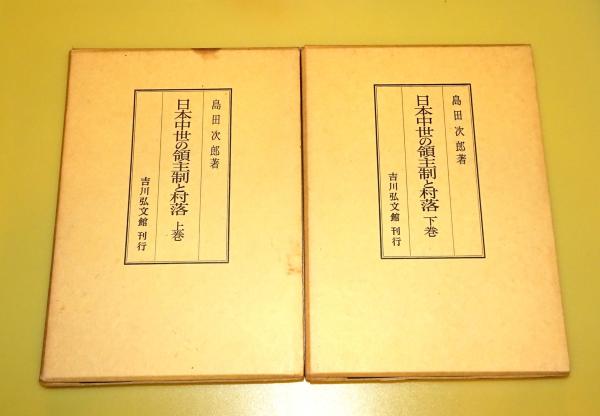 島田次郎著
日本中世の領主制と村落 上巻
吉川弘文館 刊行
島田次郎著
日本中世の領主制と村落 下巻
吉川弘文館 刊行